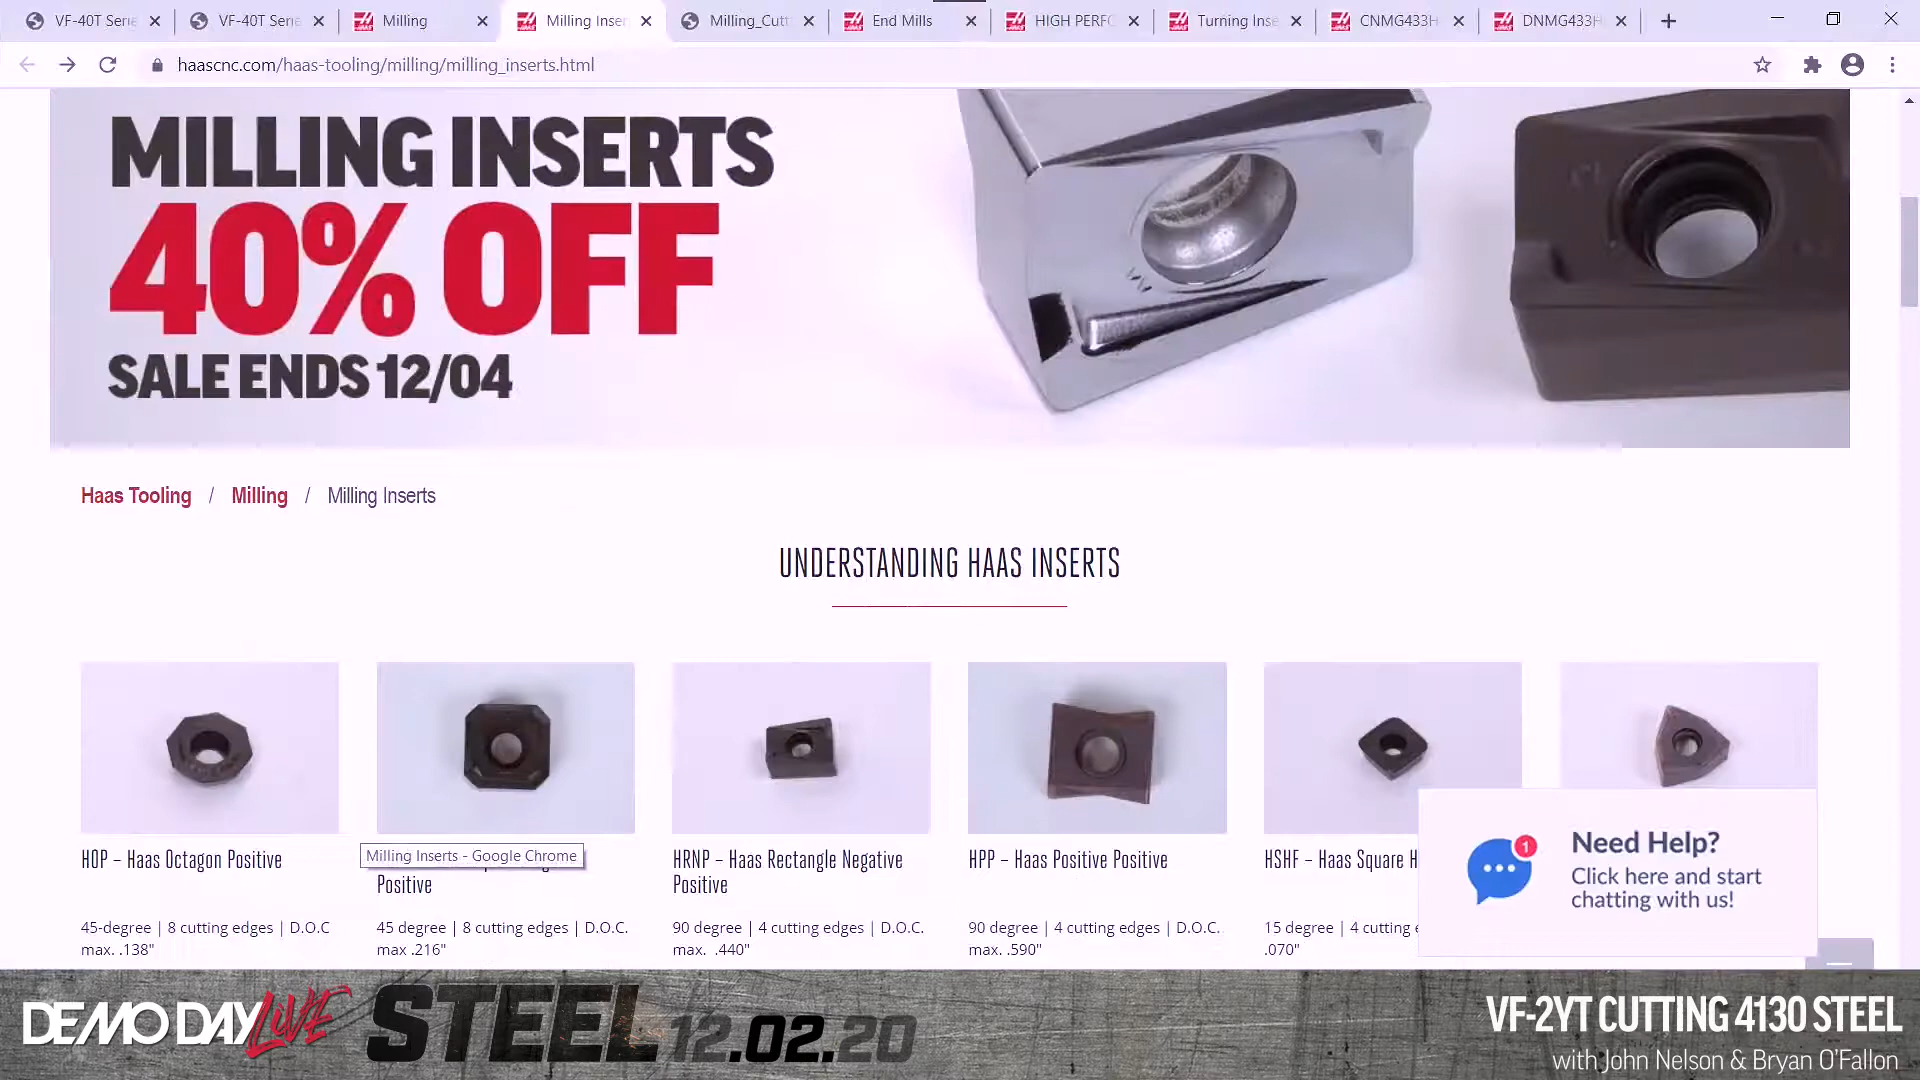 VF-40T Serie
VF-40T Serie
Milling
Milling Inser
Milling_Cutt
End Mills
HIGH PERFO
Turning Inse
CNMG433H
DNMG433H
haascnc.com/haas-tooling/milling/milling_inserts.html
MILLING INSERTS
40% OFF
SALE ENDS 12/04
Haas Tooling / Milling / Milling Inserts
UNDERSTANDING HAAS INSERTS
HOP – Haas Octagon Positive
45-degree | 8 cutting edges | D.O.C
max. .138"
Milling Inserts - Google Chrome
Positive
45 degree | 8 cutting edges | D.O.C.
max .216"
HRNP – Haas Rectangle Negative
Positive
90 degree | 4 cutting edges | D.O.C.
max. .440"
HPP – Haas Positive Positive
90 degree | 4 cutting edges | D.O.C.
max. .590"
HSHF – Haas Square H
15 degree | 4 cutting e
.070"
1
Need Help?
Click here and start
chatting with us!
DEMO DAY LIVE STEEL 12.02.20
VF-2YT CUTTING 4130 STEEL
with John Nelson & Bryan O'Fallon